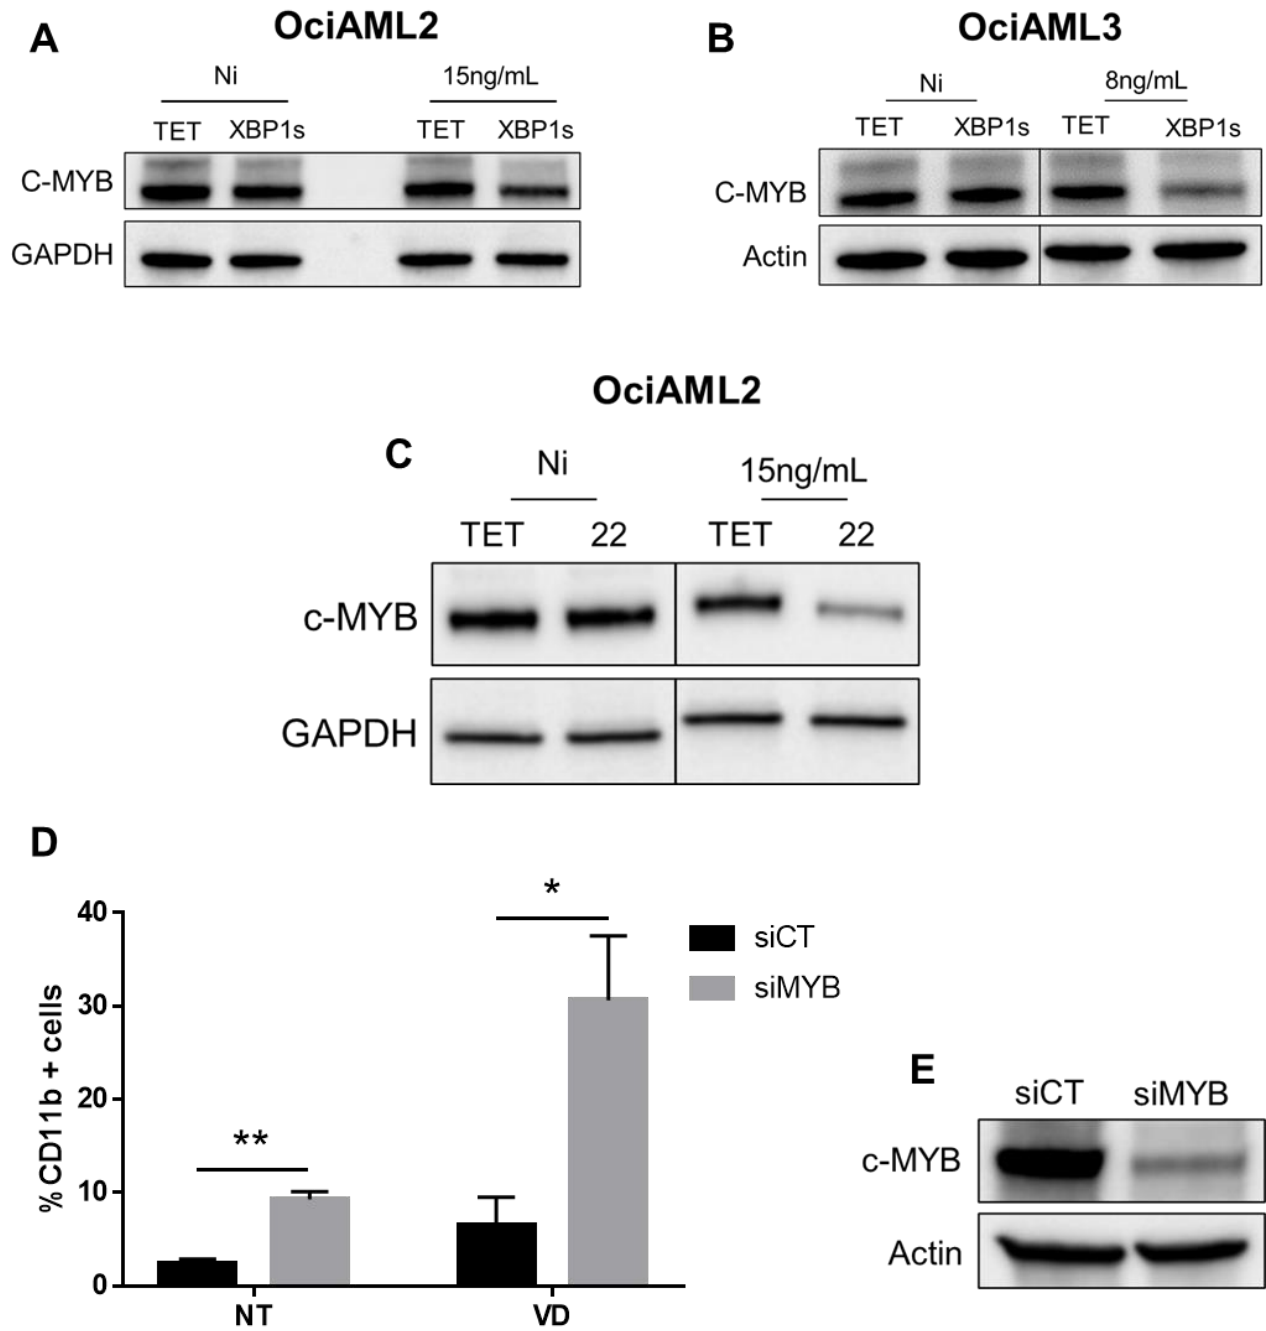 A
OciAML2
Ni 15ng/mL
TET XBP1s TET XBP1s
C-MYB
GAPDH
B
OciAML3
Ni 8ng/mL
TET XBP1s TET XBP1s
C-MYB
Actin
OciAML2
C
Ni 15ng/mL
TET 22 TET 22
c-MYB
GAPDH
D
% CD11b + cells
40
30
20
10
0
**
*
NT VD
siCT
siMYB
E
siCT siMYB
c-MYB
Actin